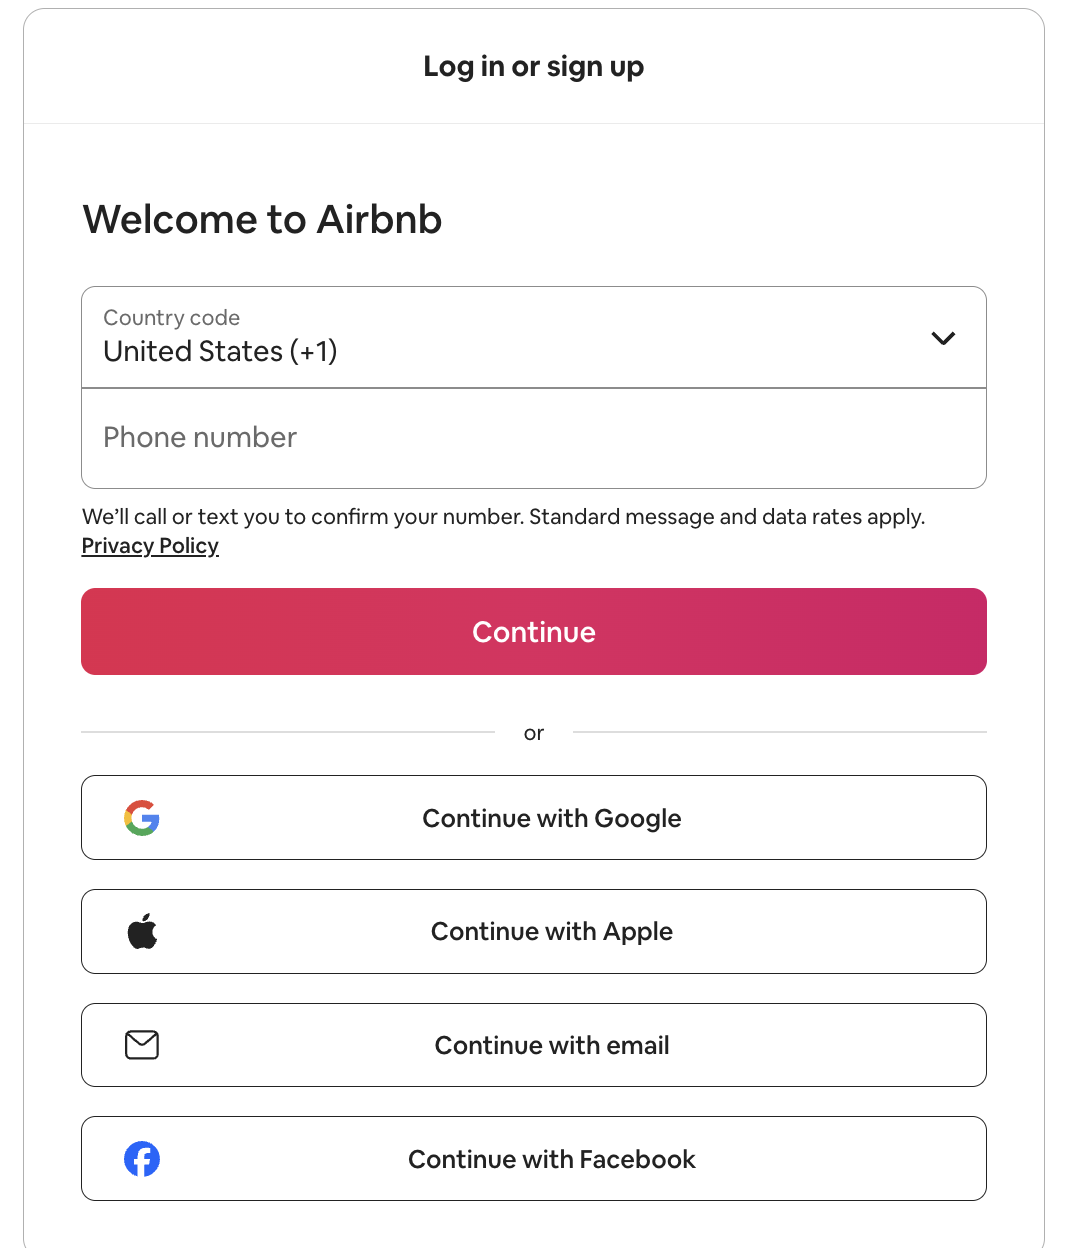 Log in or sign up
Welcome to Airbnb
Country code
United States (+1)
Phone number
We’ll call or text you to confirm your number. Standard message and data rates apply.
Privacy Policy
Continue
or
Continue with Google
Continue with Apple
Continue with email
Continue with Facebook